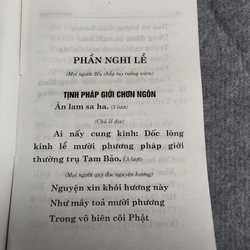 PHẦN NGHI LỄ
(Mọi người đều chắp tay tưởng niệm)
TỊNH PHÁP GIỚI CHƠN NGÔN
Án lam sa ha. (3 lượt)
(Chủ lễ đọc)
Ai nấy cung kính: Dốc lòng
kính lễ mười phương pháp giới
thường trụ Tam Bảo. (3 lượt)
(Mọi người quỳ đọc nguyện hương)
Nguyện xin khói hương này
Như mây toả mười phương
Trong vô biên cõi Phật